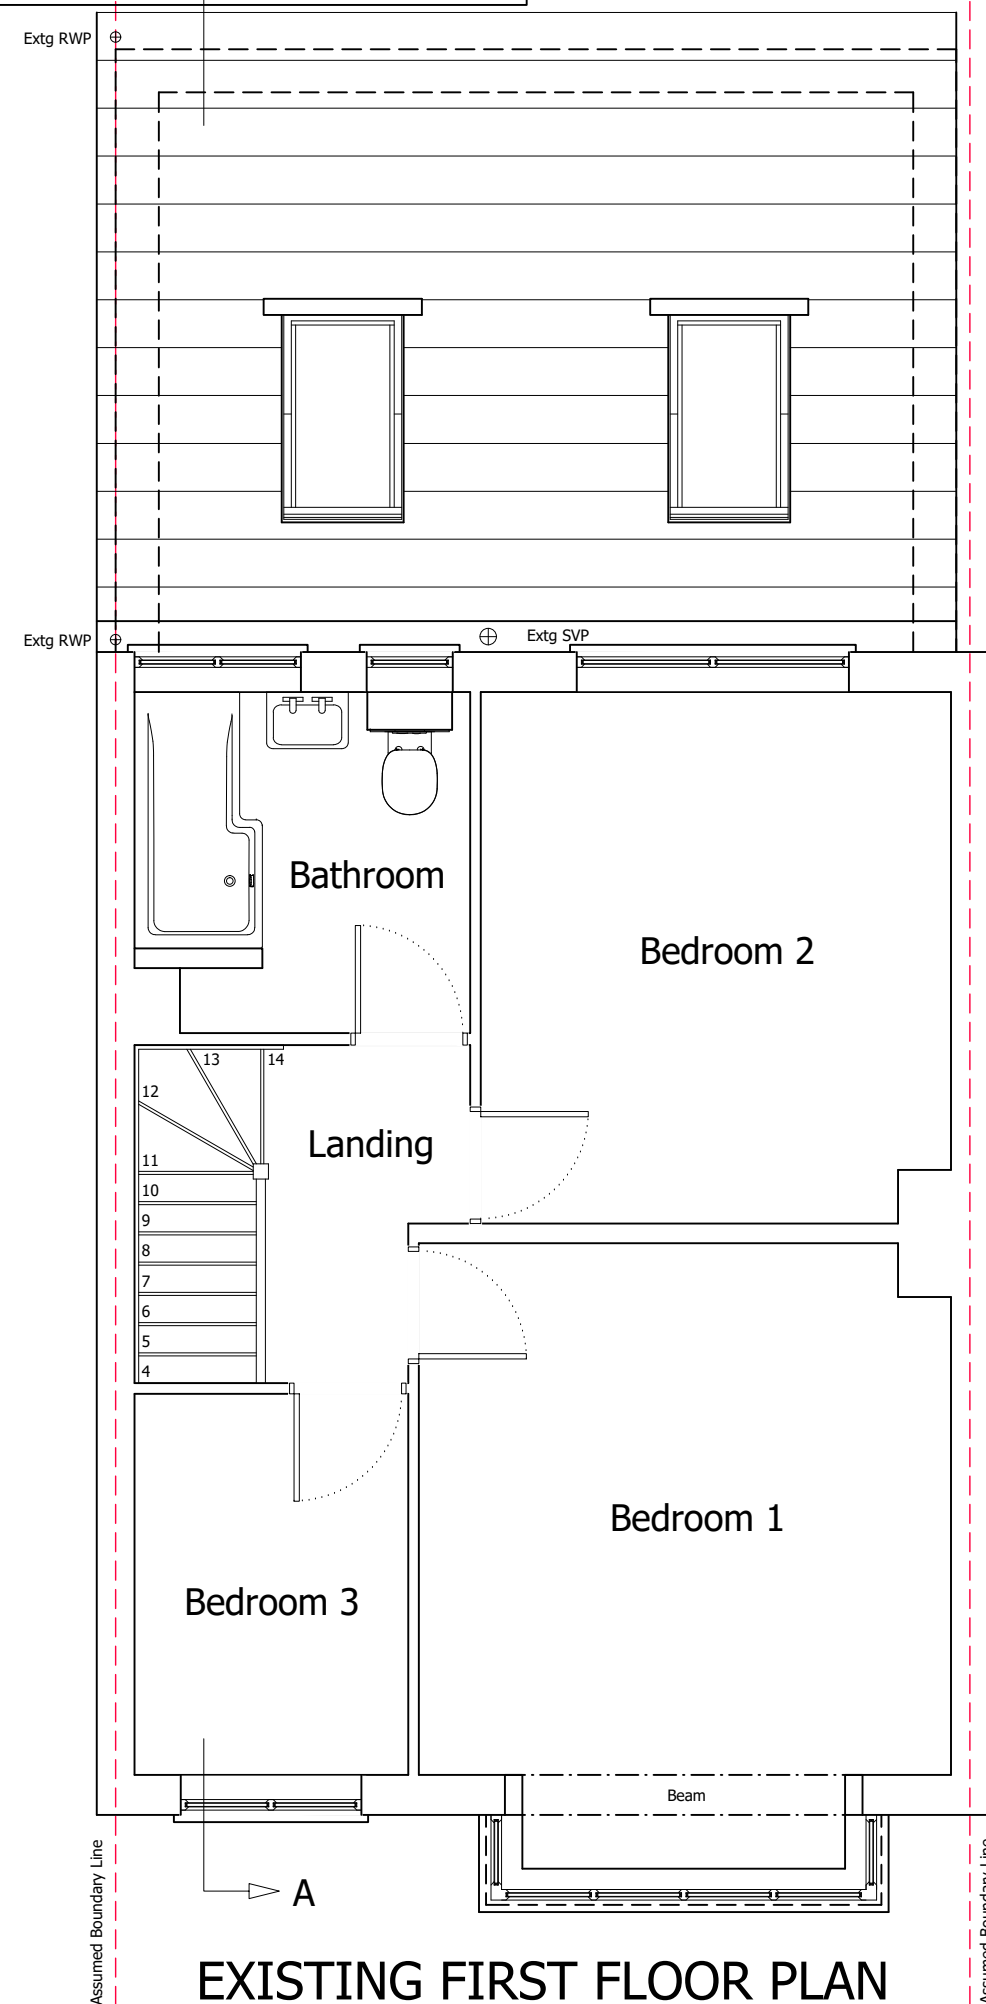 Extg RWP
Extg RWP
Extg SVP
Bathroom
Bedroom 2
13
14
12
Landing
11
10
9
8
7
6
5
4
Bedroom 1
Bedroom 3
Beam
A
Assumed Boundary Line
Assumed Boundary Line
EXISTING FIRST FLOOR PLAN